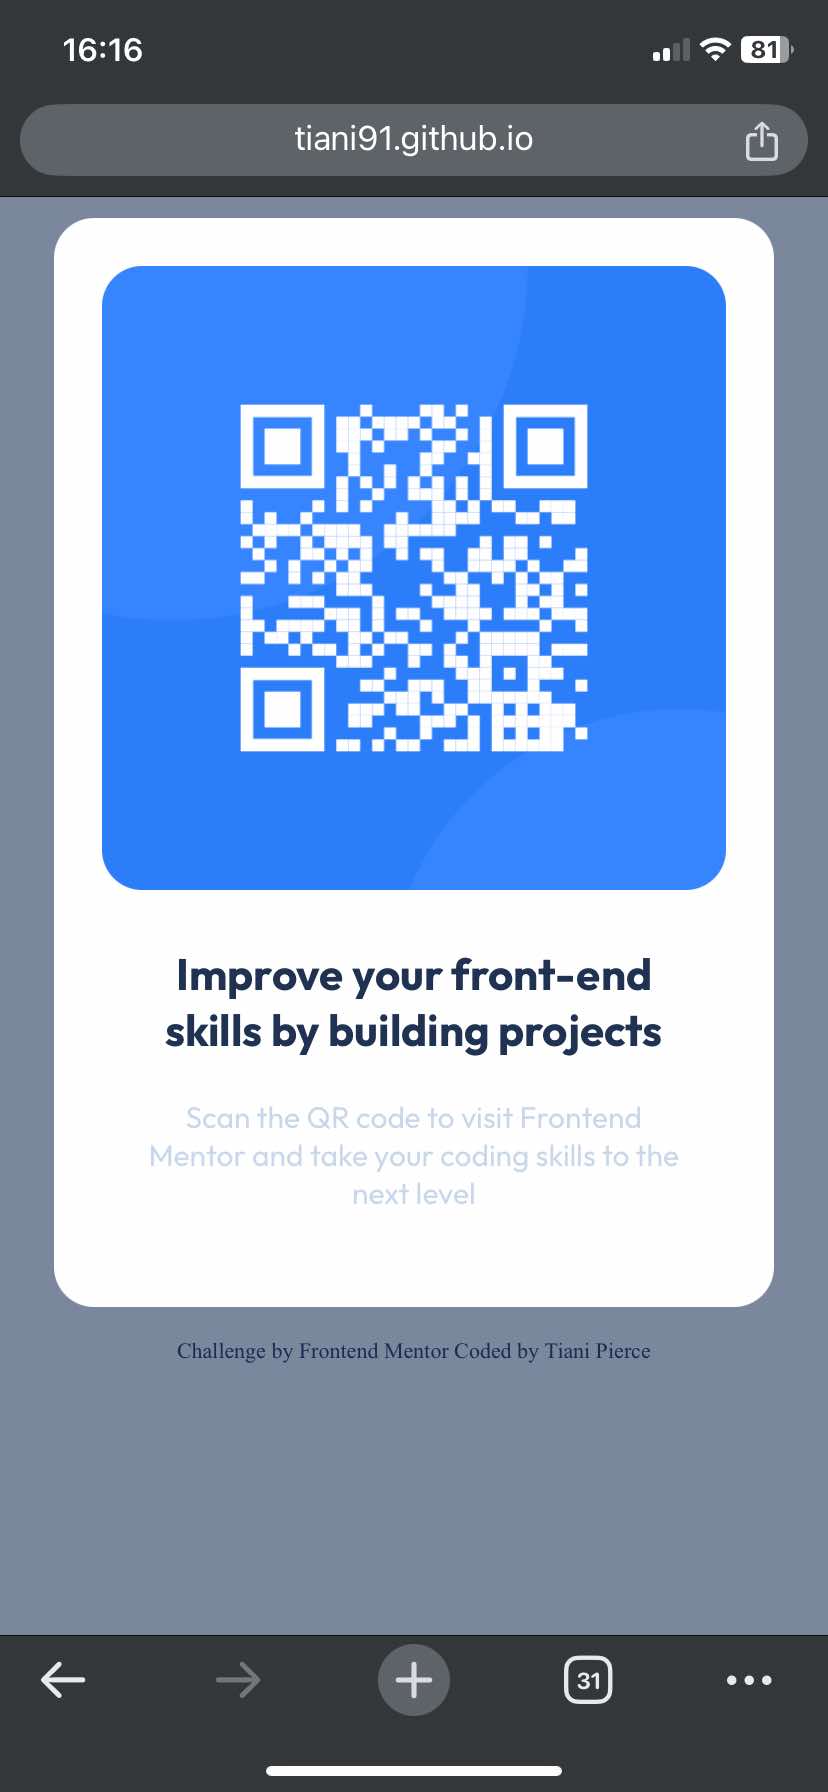 16:16
81
tiani91.github.io
Improve your front-end
skills by building projects
Scan the QR code to visit Frontend
Mentor and take your coding skills to the
next level
Challenge by Frontend Mentor Coded by Tiani Pierce
31